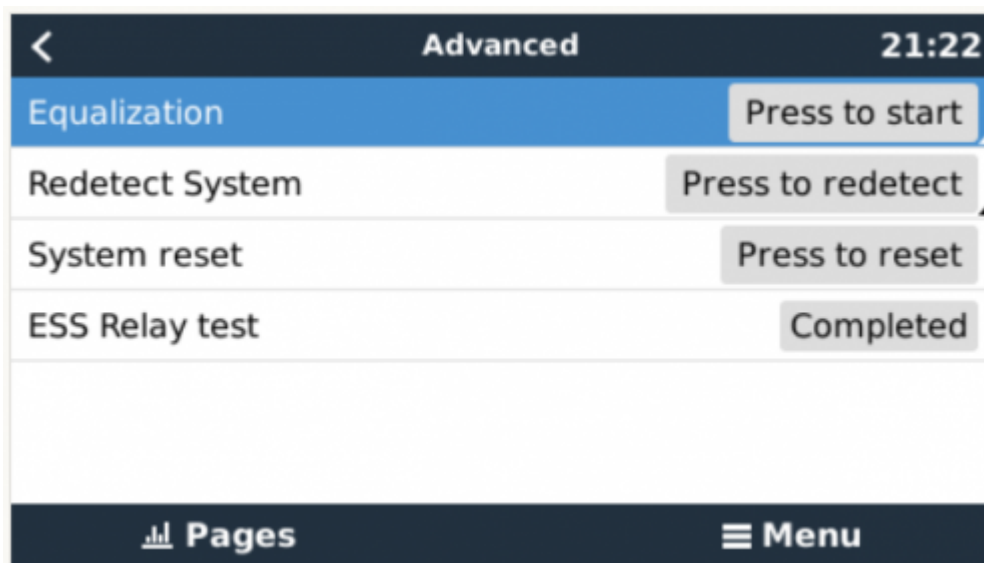 Advanced 21:22
Equalization Press to start
Redetect System Press to redetect
System reset Press to reset
ESS Relay test Completed
Pages Menu